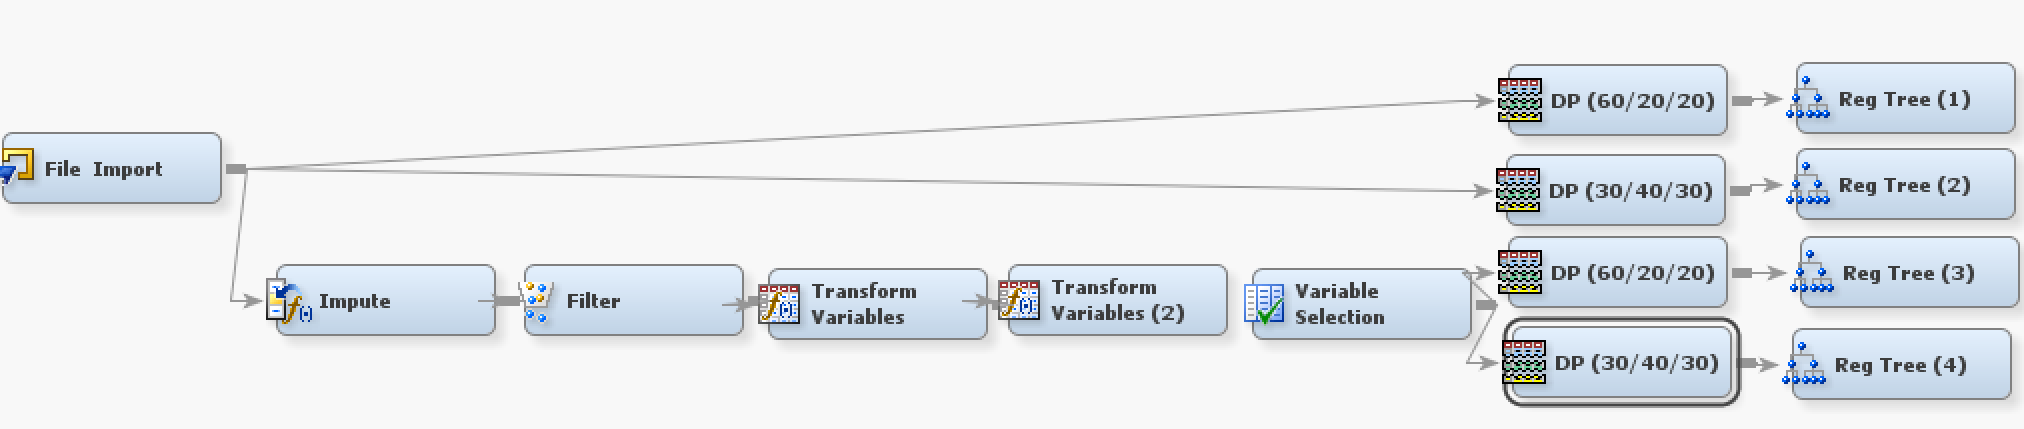 DP (60/20/20)
Reg Tree (1)
File Import
DP (30/40/30)
Reg Tree (2)
Impute
Filter
Transform
Variables
Transform
Variables (2)
Variable
Selection
DP (60/20/20)
Reg Tree (3)
DP (30/40/30)
Reg Tree (4)